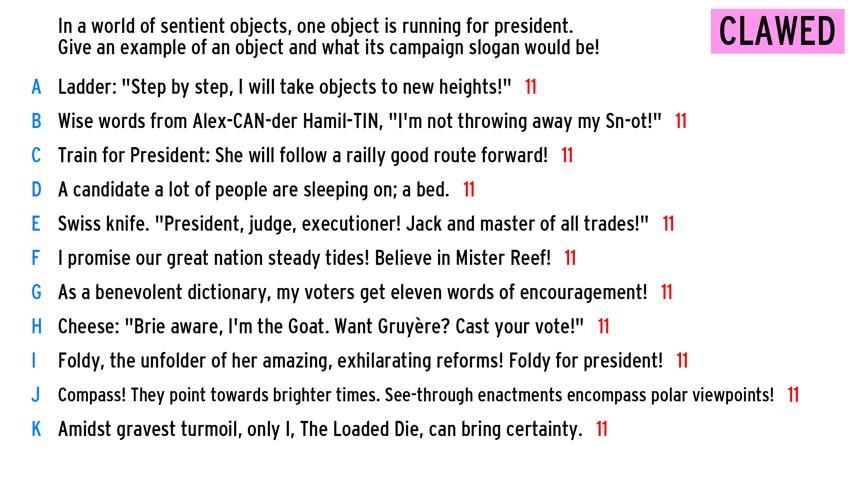 In a world of sentient objects, one object is running for president.
Give an example of an object and what its campaign slogan would be!
CLAWED
A Ladder: "Step by step, I will take objects to new heights!" 11
B Wise words from Alex-CAN-der Hamil-TIN, "I'm not throwing away my Sn-ot!" 11
C Train for President: She will follow a railly good route forward! 11
D A candidate a lot of people are sleeping on; a bed. 11
E Swiss knife. "President, judge, executioner! Jack and master of all trades!" 11
F I promise our great nation steady tides! Believe in Mister Reef! 11
G As a benevolent dictionary, my voters get eleven words of encouragement! 11
H Cheese: "Brie aware, I'm the Goat. Want Gruyère? Cast your vote!" 11
I Foldy, the unfolder of her amazing, exhilarating reforms! Foldy for president! 11
J Compass! They point towards brighter times. See-through enactments encompass polar viewpoints! 11
K Amidst gravest turmoil, only I, The Loaded Die, can bring certainty. 11